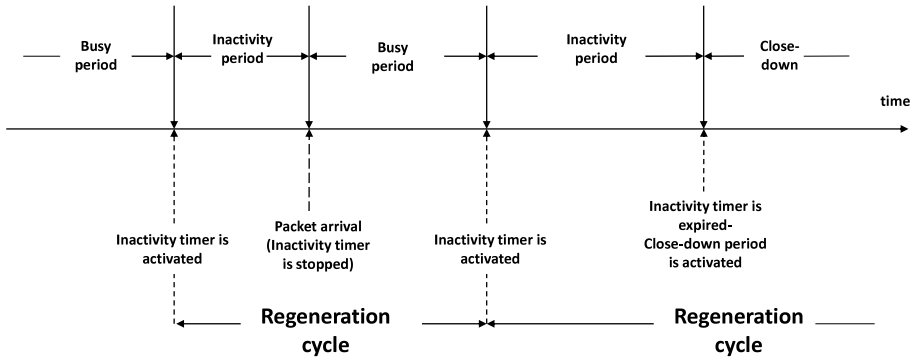 Busy
period
Inactivity
period
Busy
period
Inactivity
period
Close-
down
time
Inactivity timer is
activated
Packet arrival
(Inactivity timer
is stopped)
Inactivity timer is
activated
Inactivity timer is
expired-
Close-down period
is activated
Regeneration
cycle
Regeneration
cycle